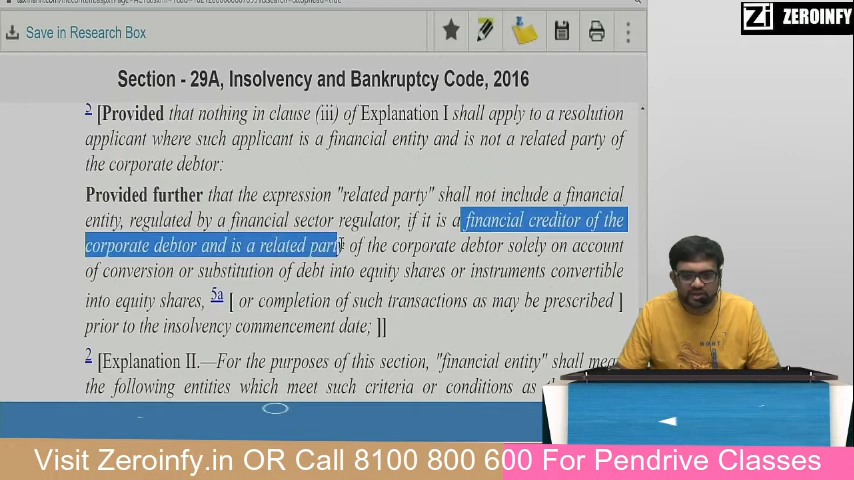 Save in Research Box
Zi ZEROINFY
Section - 29A, Insolvency and Bankruptcy Code, 2016
5 [Provided that nothing in clause (iii) of Explanation I shall apply to a resolution
applicant where such applicant is a financial entity and is not a related party of
the corporate debtor:
Provided further that the expression "related party" shall not include a financial
entity, regulated by a financial sector regulator, if it is a financial creditor of the
corporate debtor and is a related party of the corporate debtor solely on account
of conversion or substitution of debt into equity shares or instruments convertible
into equity shares, 5a [ or completion of such transactions as may be prescribed ]
prior to the insolvency commencement date; ]]
2 [Explanation II.—For the purposes of this section, "financial entity" shall mean
the following entities which meet such criteria or conditions as
Visit Zeroinfy.in OR Call 8100 800 600 For Pendrive Classes